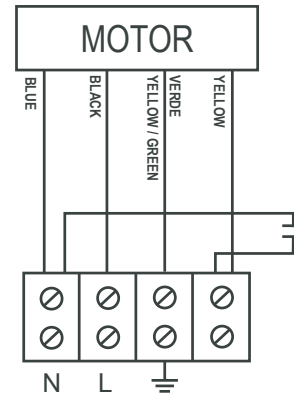 MOTOR
BLUE
BLACK
YELLOW / GREEN
VERDE
YELLOW
N L